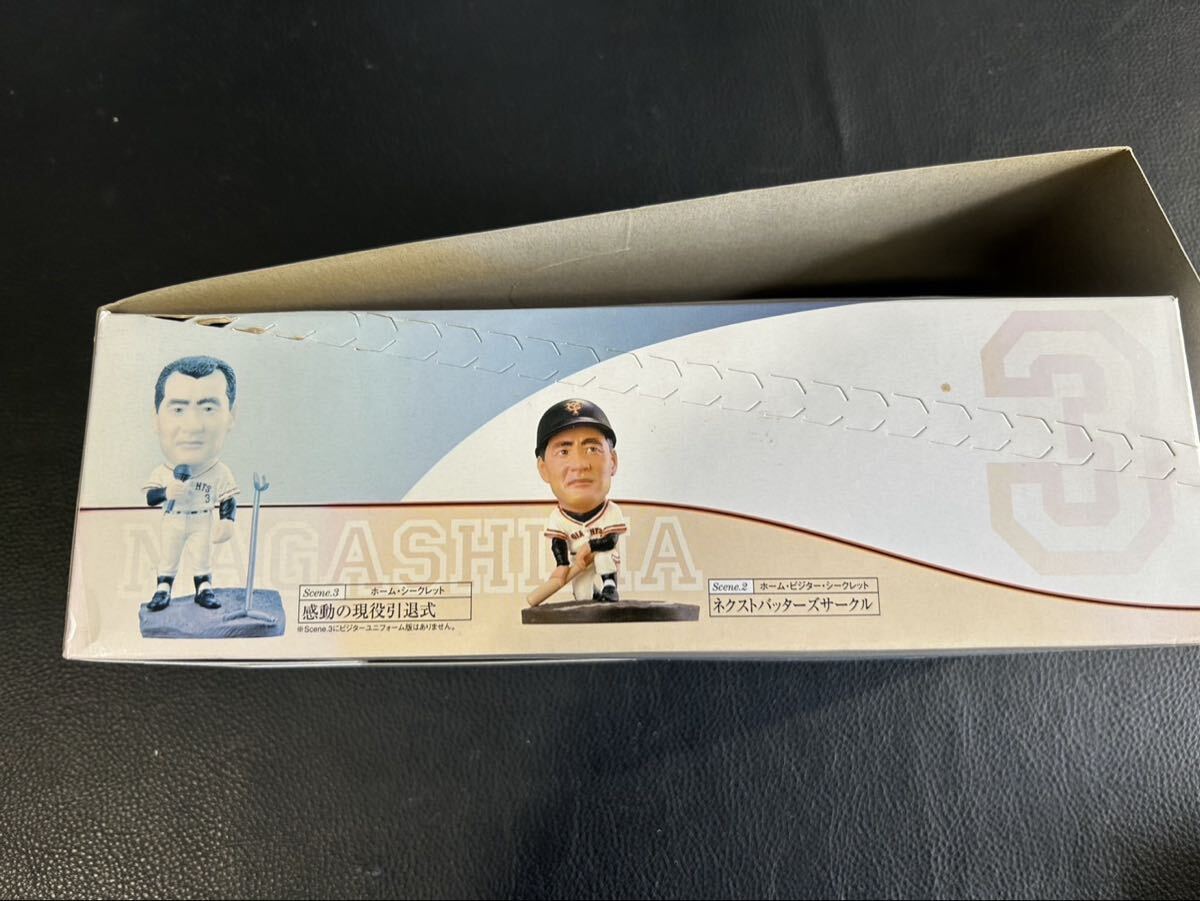 NAGASHIMA
3
NTS
3
GIANTS
Scene.3 ホーム・シークレット
感動の現役引退式
※Scene.3にビジターユニフォーム版はありません。
Scene.2 ホーム・ビジター・シークレット
ネクストバッターズサークル